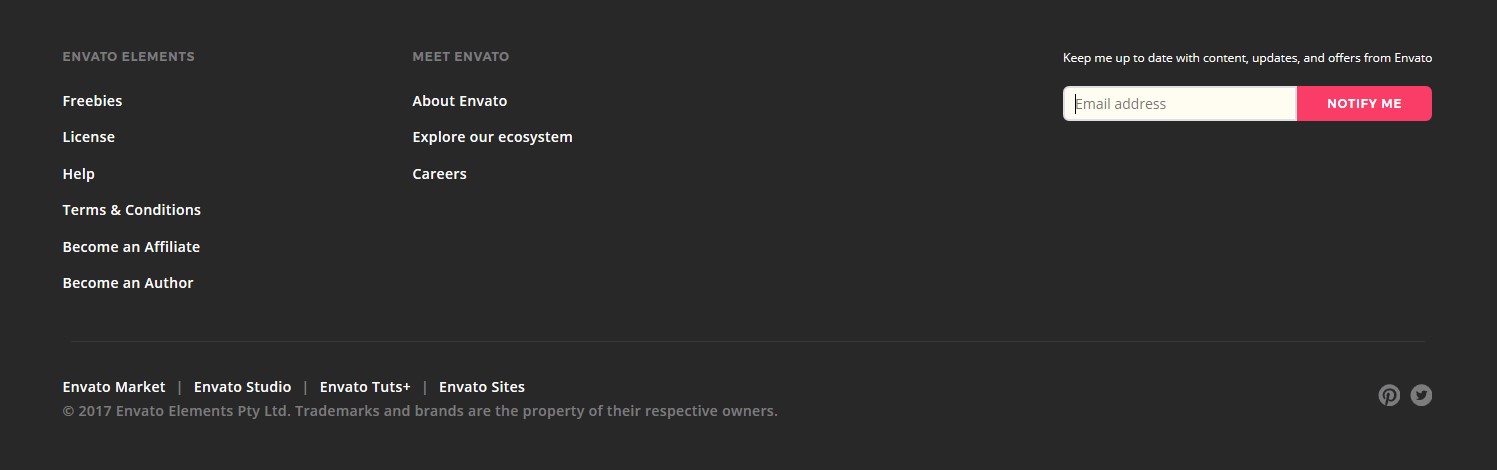 ENVATO ELEMENTS
Freebies
License
Help
Terms & Conditions
Become an Affiliate
Become an Author
MEET ENVATO
About Envato
Explore our ecosystem
Careers
Keep me up to date with content, updates, and offers from Envato
Email address
NOTIFY ME
Envato Market | Envato Studio | Envato Tuts+ | Envato Sites
© 2017 Envato Elements Pty Ltd. Trademarks and brands are the property of their respective owners.